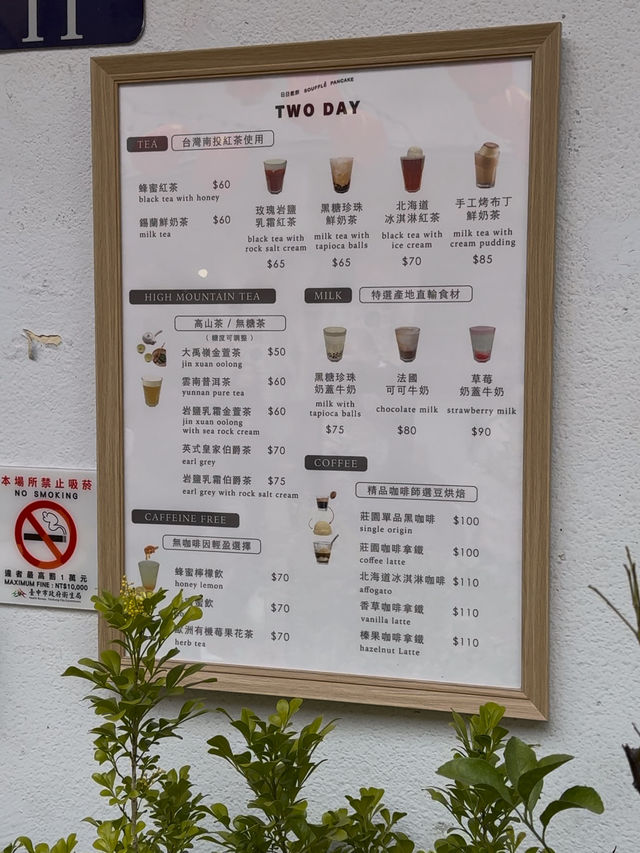 日日鬆餅 SOUFFLÉ PANCAKE
TWO DAY
TEA 台灣南投紅茶使用
蜂蜜紅茶 $60
black tea with honey
錫蘭鮮奶茶 $60
milk tea
玫瑰岩鹽
乳霜紅茶
black tea with
rock salt cream
$65
黑糖珍珠
鮮奶茶
milk tea with
tapioca balls
$65
北海道
冰淇淋紅茶
black tea with
ice cream
$70
手工烤布丁
鮮奶茶
milk tea with
cream pudding
$85
HIGH MOUNTAIN TEA
高山茶 / 無糖茶
(糖度可調整)
大禹嶺金萱茶 $50
jin xuan oolong
雲南普洱茶 $60
yunnan pure tea
岩鹽乳霜金萱茶 $60
jin xuan oolong
with sea rock cream
英式皇家伯爵茶 $70
earl grey
岩鹽乳霜伯爵茶 $75
earl grey with rock salt cream
MILK 特選產地直輸食材
黑糖珍珠
奶蓋牛奶
milk with
tapioca balls
$75
法國
可可牛奶
chocolate milk
$80
草莓
奶蓋牛奶
strawberry milk
$90
COFFEE
精品咖啡師選豆烘焙
莊園單品黑咖啡 $100
single origin
莊園咖啡拿鐵 $100
coffee latte
北海道冰淇淋咖啡 $110
affogato
香草咖啡拿鐵 $110
vanilla latte
榛果咖啡拿鐵 $110
hazelnut Latte
CAFFEINE FREE
無咖啡因輕盈選擇
蜂蜜檸檬飲 $70
honey lemon
飲 $70
歐洲有機莓果花茶 $70
herb tea
本場所禁止吸菸
NO SMOKING
違者最高罰1萬元
MAXIMUM FINE: NT$10,000
臺中市政府衛生局